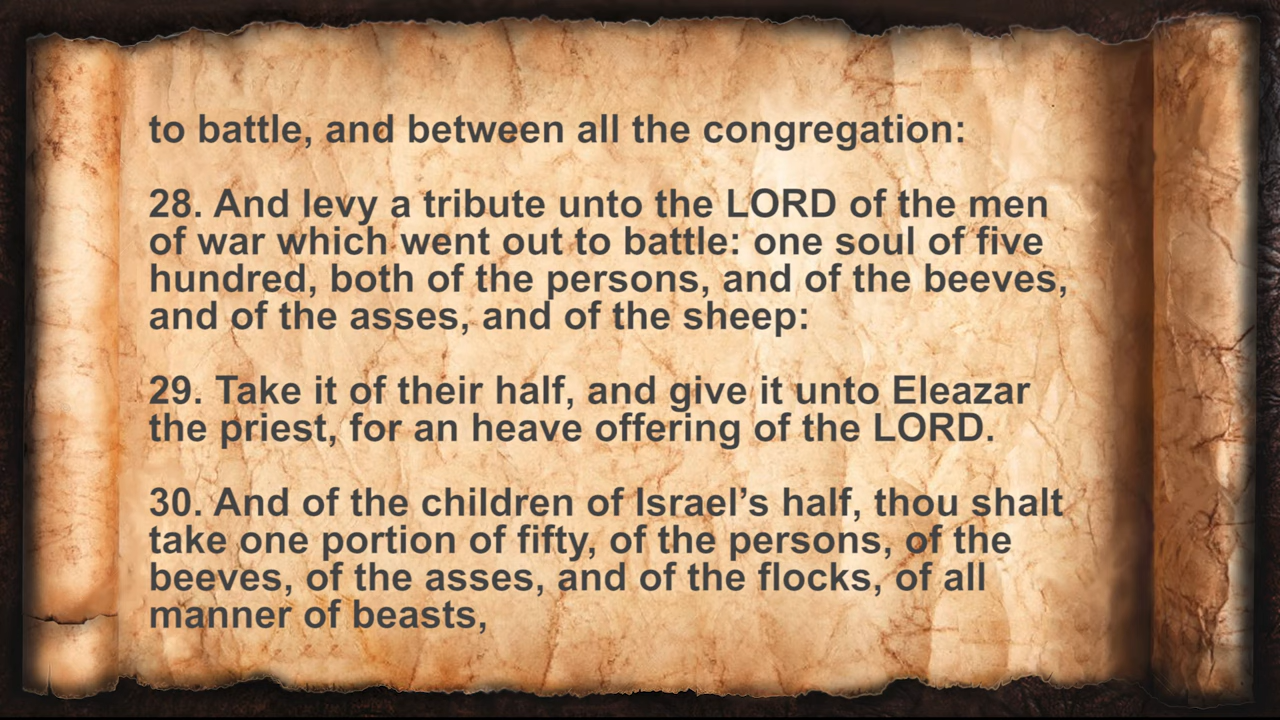 to battle, and between all the congregation:
28. And levy a tribute unto the LORD of the men
of war which went out to battle: one soul of five
hundred, both of the persons, and of the beeves,
and of the asses, and of the sheep:
29. Take it of their half, and give it unto Eleazar
the priest, for an heave offering of the LORD.
30. And of the children of Israel’s half, thou shalt
take one portion of fifty, of the persons, of the
beeves, of the asses, and of the flocks, of all
manner of beasts,